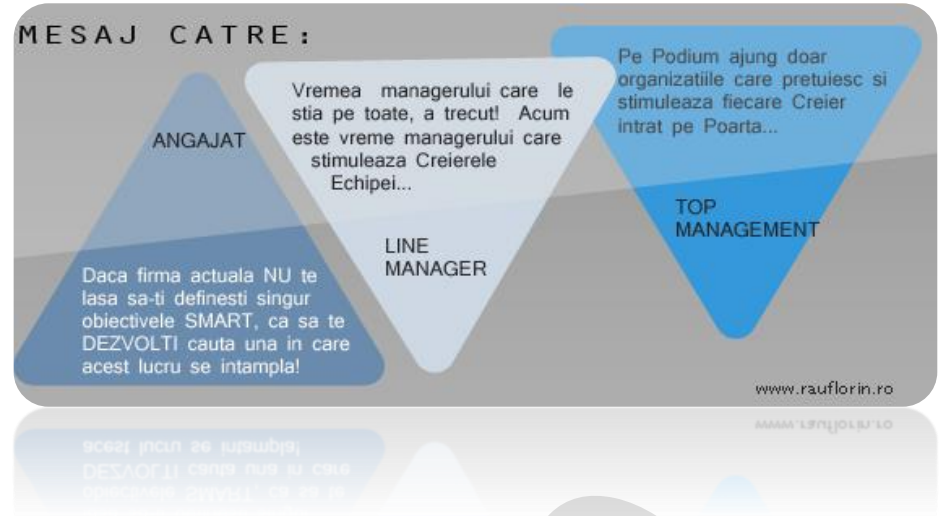 MESAJ CATRE:
ANGAJAT
Daca firma actuala NU te
lasa sa-ti definesti singur
obiectivele SMART, ca sa te
DEZVOLTI cauta una in care
acest lucru se intampla!
Vremea managerului care le
stia pe toate, a trecut! Acum
este vreme managerului care
stimuleaza Creierele
Echipei...
LINE
MANAGER
Pe Podium ajung doar
organizatiile care pretuiesc si
stimuleaza fiecare Creier
intrat pe Poarta...
TOP
MANAGEMENT
www.rauflorin.ro